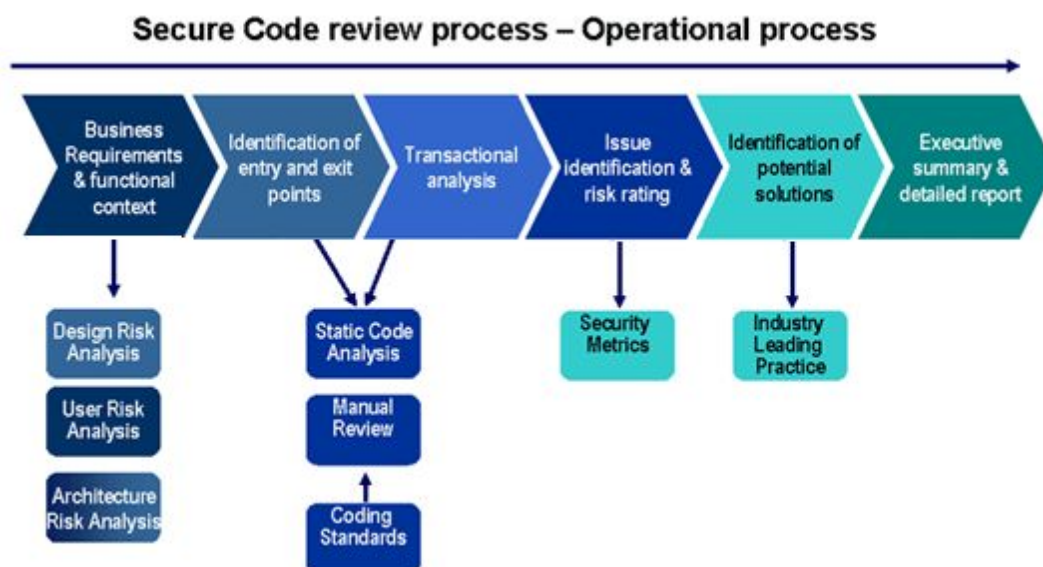 Secure Code review process – Operational process
Business
Requirements
& functional
context
Identification of
entry and exit
points
Transactional
analysis
Issue
identification &
risk rating
Identification of
potential
solutions
Executive
summary &
detailed report
Design Risk
Analysis
User Risk
Analysis
Architecture
Risk Analysis
Static Code
Analysis
Manual
Review
Coding
Standards
Security
Metrics
Industry
Leading
Practice